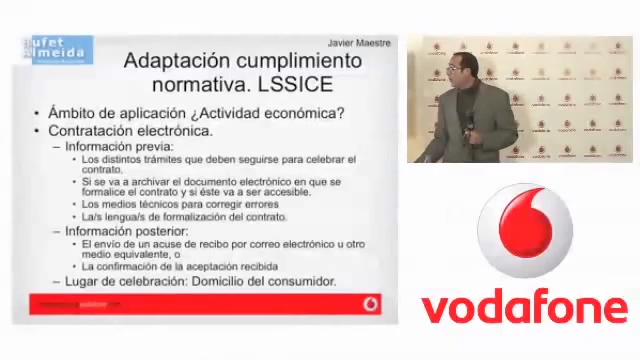 Bufet
Almeida
Javier Maestre
Adaptación cumplimiento
normativa. LSSICE
• Ámbito de aplicación ¿Actividad económica?
• Contratación electrónica.
– Información previa:
• Los distintos trámites que deben seguirse para celebrar el
contrato.
• Si se va a archivar el documento electrónico en que se
formalice el contrato y si éste va a ser accesible.
• Los medios técnicos para corregir errores
• La/s lengua/s de formalización del contrato.
– Información posterior:
• El envío de un acuse de recibo por correo electrónico u otro
medio equivalente, o
• La confirmación de la aceptación recibida
– Lugar de celebración: Domicilio del consumidor.
vodafone